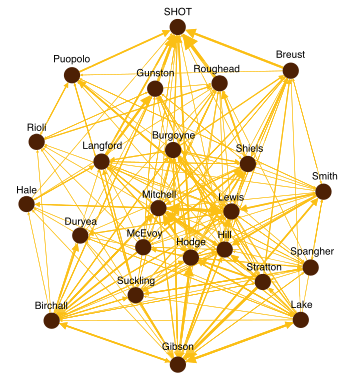 SHOT
Puopolo
Gunston
Roughead
Breust
Rioli
Langford
Burgoyne
Shiels
Smith
Hale
Duryea
Mitchell
Lewis
McEvoy
Hodge
Hill
Spangher
Suckling
Stratton
Birchall
Lake
Gibson